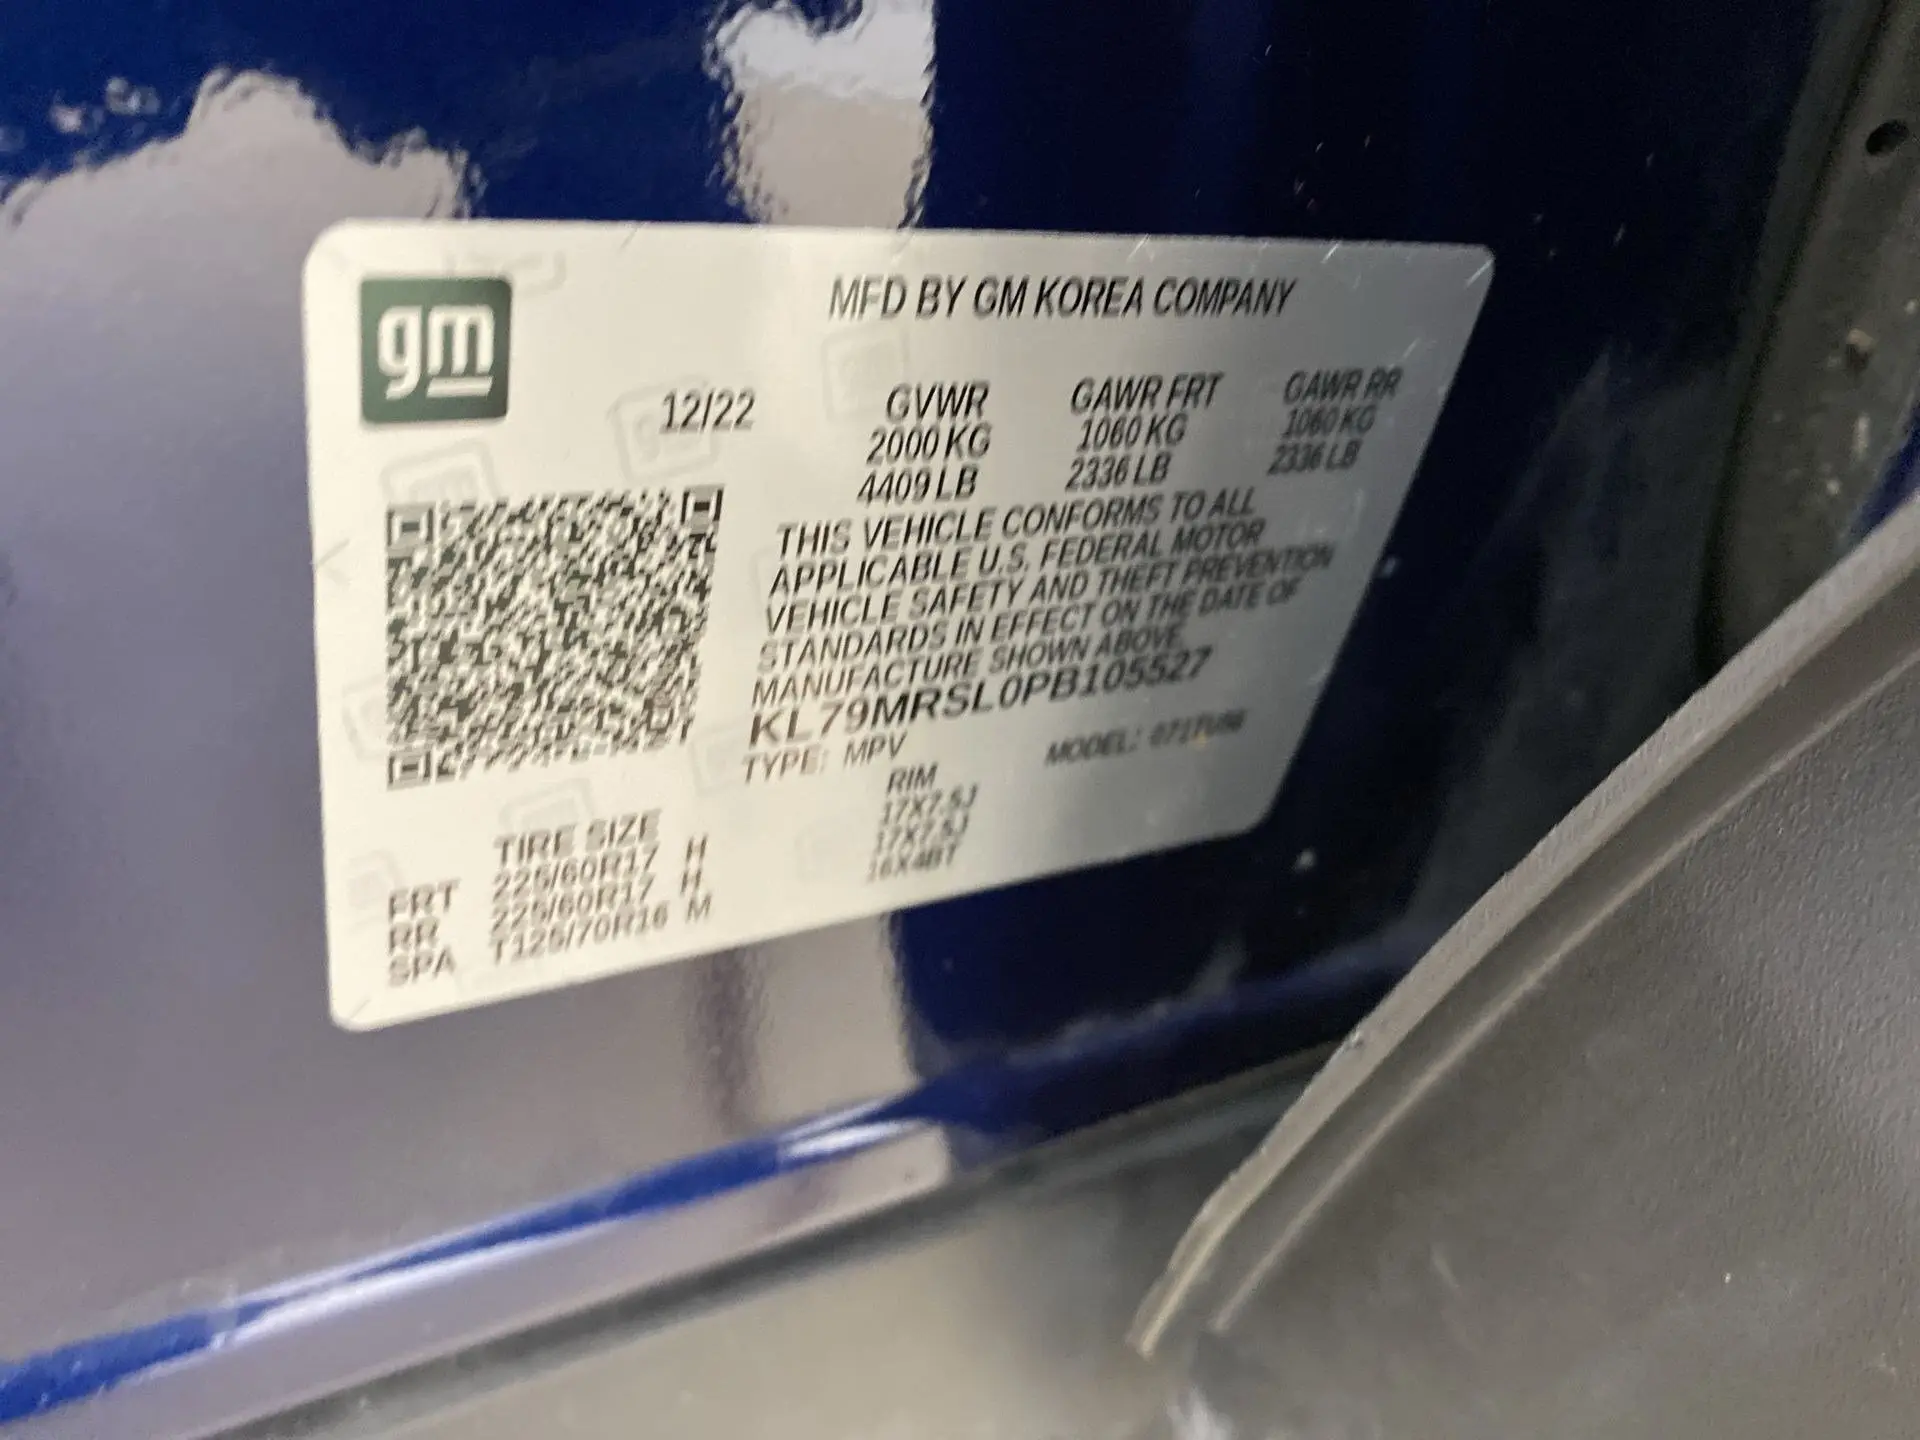 gm
MFD BY GM KOREA COMPANY
12/22 GVWR GAWR FRT GAWR RR
2000 KG 1060 KG 1060 KG
4409 LB 2336 LB 2336 LB
THIS VEHICLE CONFORMS TO ALL
APPLICABLE U.S. FEDERAL MOTOR
VEHICLE SAFETY AND THEFT PREVENTION
STANDARDS IN EFFECT ON THE DATE OF
MANUFACTURE SHOWN ABOVE.
KL79MRSL0PB105527
TYPE: MPV MODEL:
TIRE SIZE RIM
FRT 225/60R17 H 17X7.5J
RR 225/60R17 H 17X7.5J
SPA T125/70R16 M 16X4BT